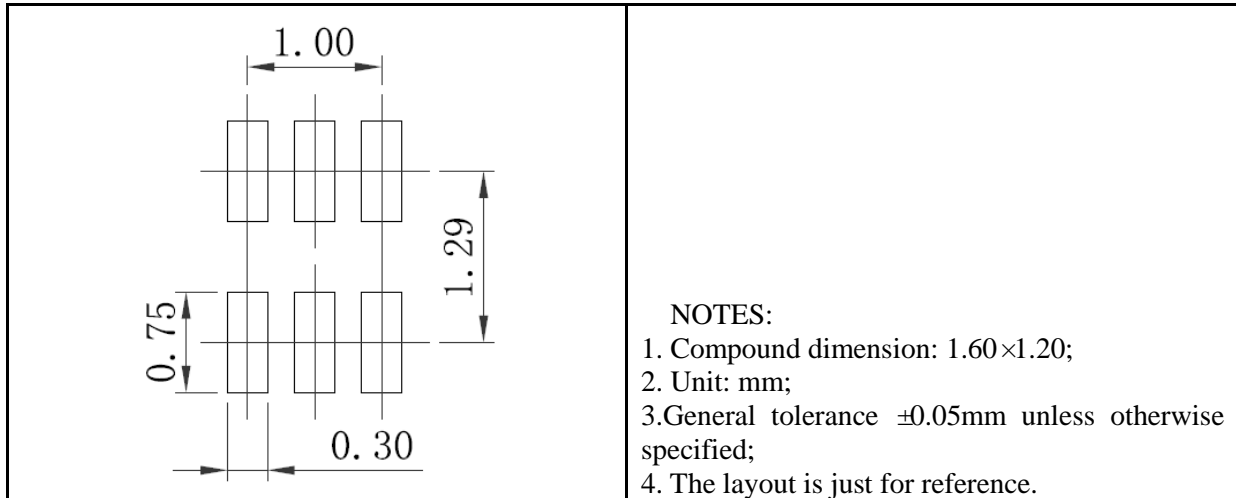 1. 00
1. 29
0. 75
0. 30
NOTES:
1. Compound dimension: 1.60×1.20;
2. Unit: mm;
3.General tolerance ±0.05mm unless otherwise
specified;
4. The layout is just for reference.